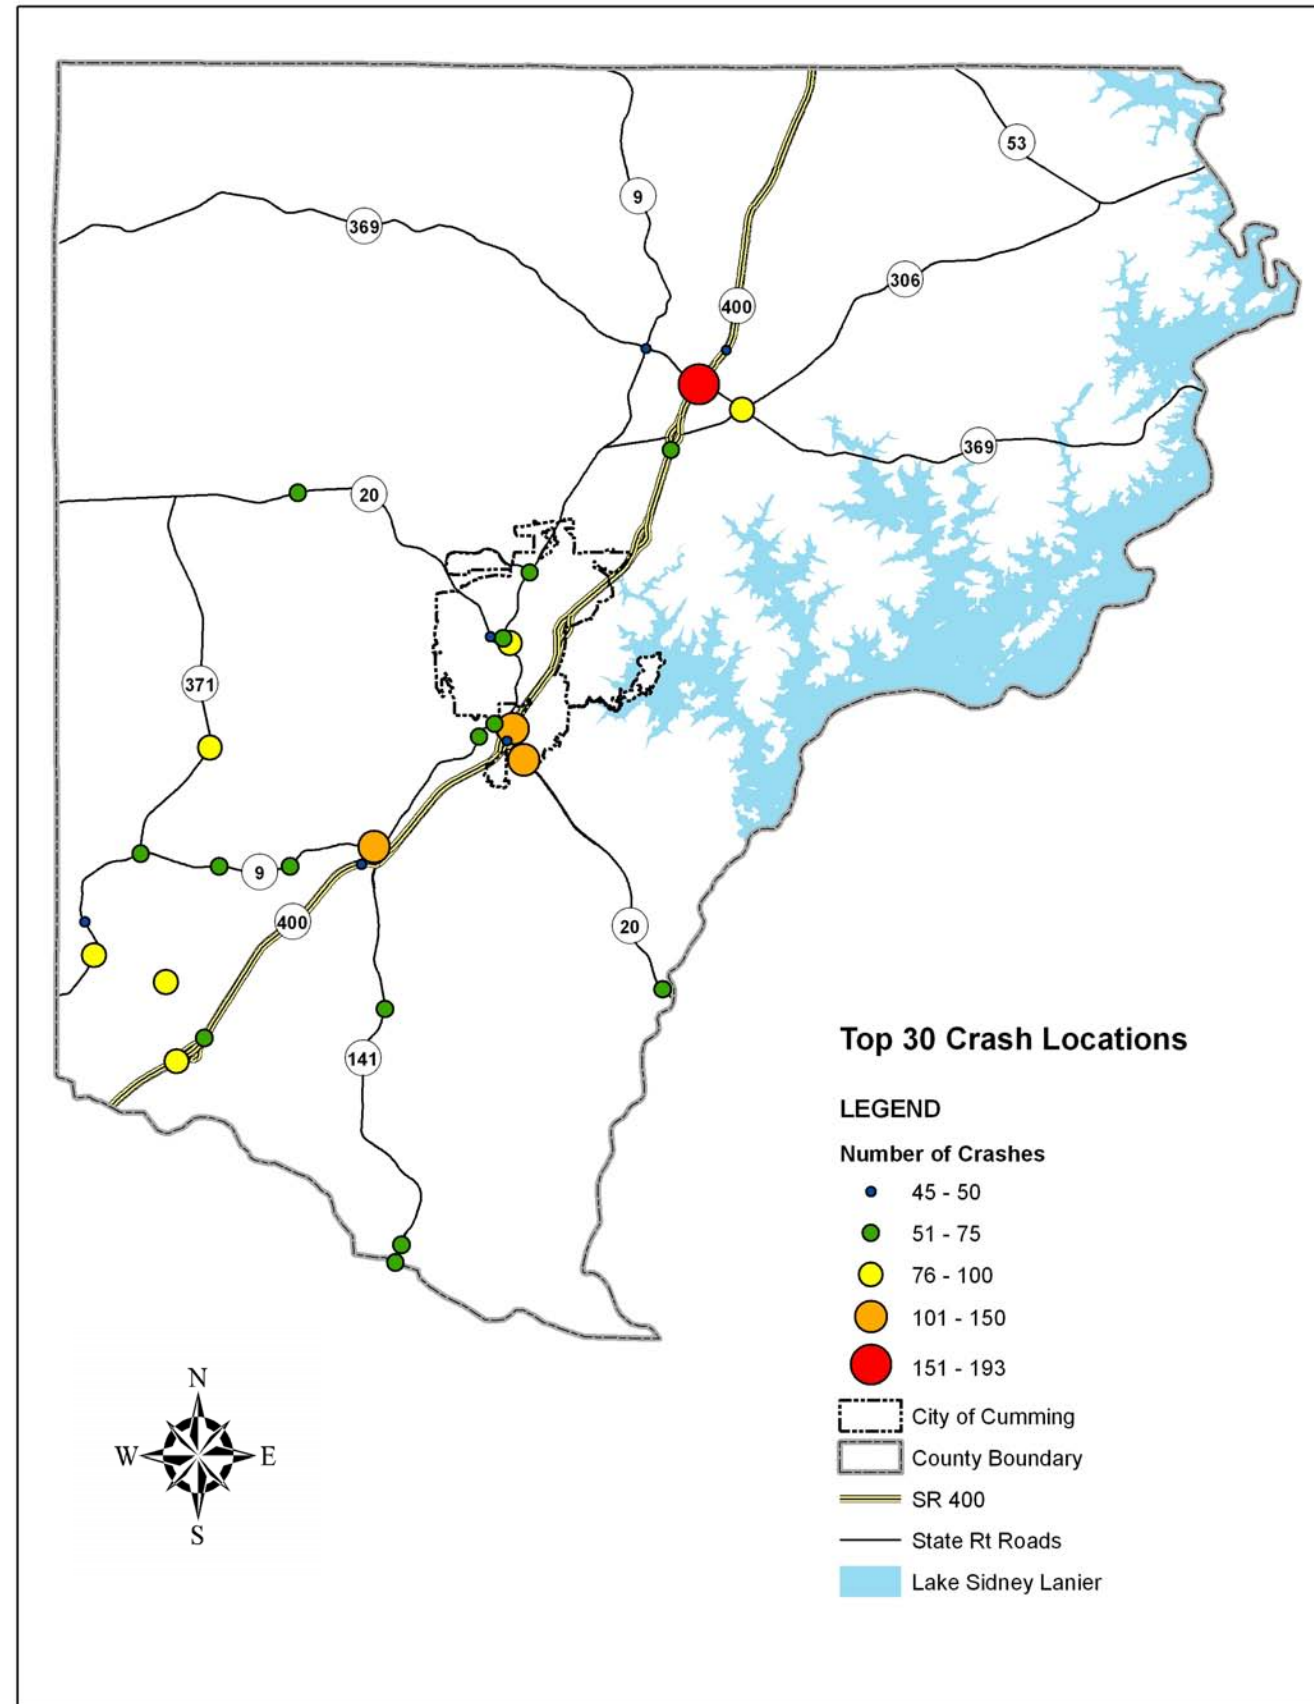 53
9
369
306
400
369
20
371
9
400
20
141
Top 30 Crash Locations
LEGEND
Number of Crashes
45 - 50
51 - 75
76 - 100
101 - 150
151 - 193
City of Cumming
County Boundary
SR 400
State Rt Roads
Lake Sidney Lanier
N
W E
S